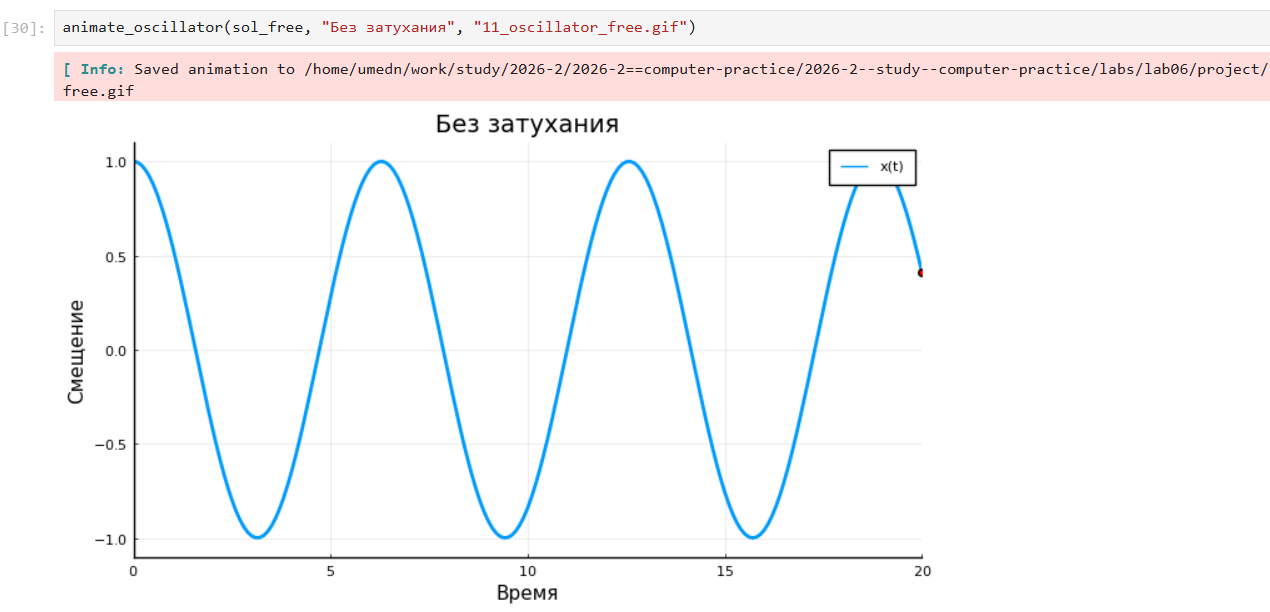 [30]: animate_oscillator(sol_free, "Без затухания", "11_oscillator_free.gif")
[ Info: Saved animation to /home/umedn/work/study/2026-2/2026-2==computer-practice/2026-2--study--computer-practice/labs/lab06/project/
free.gif
Без затухания
x(t)
1.0
0.5
0.0
−0.5
−1.0
Смещение
0 5 10 15 20
Время